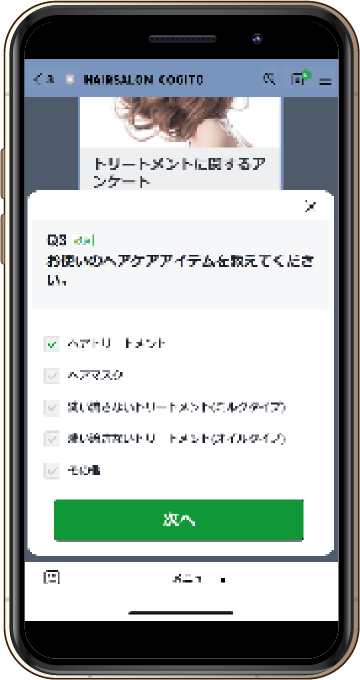 3 HAIRSALON COGITO
トリートメントに関するア
ンケート
Q3 必須
お使いのヘアケアアイテムを教えてくださ
い。
ヘアトリートメント
ヘアマスク
洗い流さないトリートメント(ミルクタイプ)
洗い流さないトリートメント(オイルタイプ)
その他
次へ
メニュー